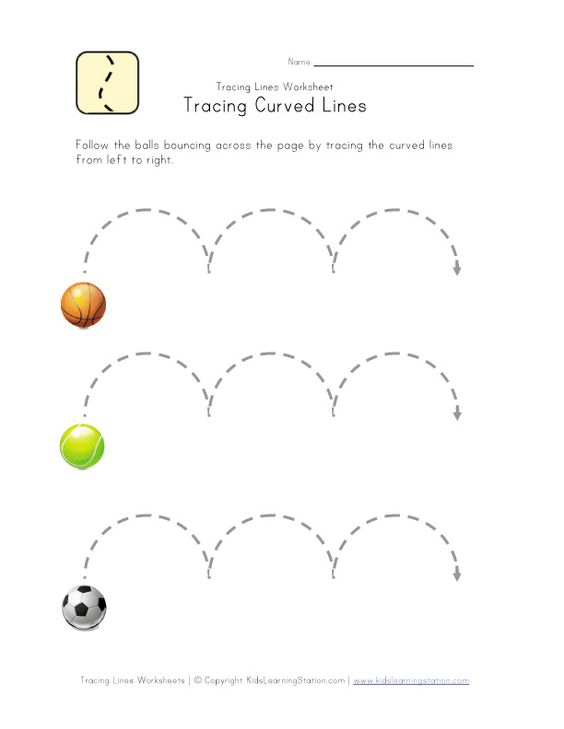 Name
Tracing Lines Worksheet
Tracing Curved Lines
Follow the balls bouncing across the page by tracing the curved lines
from left to right.
Tracing Lines Worksheets | © Copyright KidsLearningStation.com | www.kidslearningstation.com